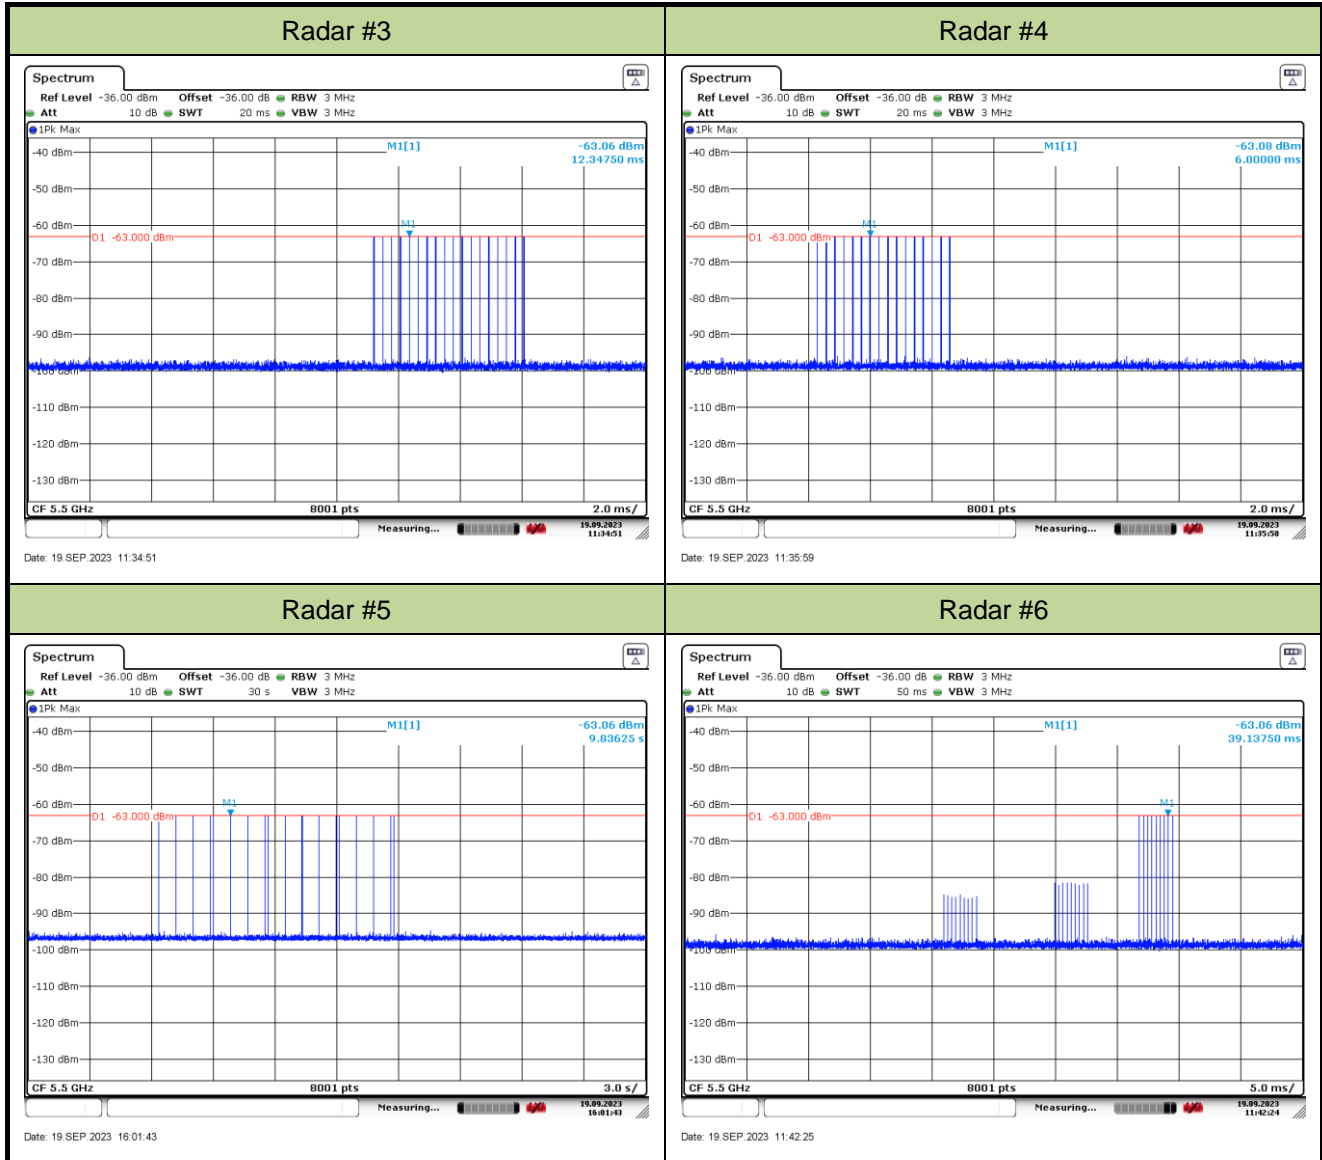 Radar #3
Radar #4
Spectrum
Ref Level -36.00 dBm Offset -36.00 dB RBW 3 MHz
Att 10 dB SWT 20 ms VBW 3 MHz
1Pk Max
M1[1] -63.06 dBm
12.34750 ms
-40 dBm
-50 dBm
-60 dBm
M1
D1 -63.000 dBm
-70 dBm
-80 dBm
-90 dBm
-100 dBm
-110 dBm
-120 dBm
-130 dBm
CF 5.5 GHz 8001 pts 2.0 ms/
Measuring... 19.09.2023
11:34:51
Date: 19.SEP.2023 11:34:51
Spectrum
Ref Level -36.00 dBm Offset -36.00 dB RBW 3 MHz
Att 10 dB SWT 20 ms VBW 3 MHz
1Pk Max
M1[1] -63.08 dBm
6.00000 ms
-40 dBm
-50 dBm
-60 dBm
M1
D1 -63.000 dBm
-70 dBm
-80 dBm
-90 dBm
-100 dBm
-110 dBm
-120 dBm
-130 dBm
CF 5.5 GHz 8001 pts 2.0 ms/
Measuring... 19.09.2023
11:35:58
Date: 19.SEP.2023 11:35:59
Radar #5
Radar #6
Spectrum
Ref Level -36.00 dBm Offset -36.00 dB RBW 3 MHz
Att 10 dB SWT 30 s VBW 3 MHz
1Pk Max
M1[1] -63.06 dBm
9.83625 s
-40 dBm
-50 dBm
-60 dBm
M1
D1 -63.000 dBm
-70 dBm
-80 dBm
-90 dBm
-100 dBm
-110 dBm
-120 dBm
-130 dBm
CF 5.5 GHz 8001 pts 3.0 s/
Measuring... 19.09.2023
16:01:43
Date: 19.SEP.2023 16:01:43
Spectrum
Ref Level -36.00 dBm Offset -36.00 dB RBW 3 MHz
Att 10 dB SWT 50 ms VBW 3 MHz
1Pk Max
M1[1] -63.06 dBm
39.13750 ms
-40 dBm
-50 dBm
-60 dBm
M1
D1 -63.000 dBm
-70 dBm
-80 dBm
-90 dBm
-100 dBm
-110 dBm
-120 dBm
-130 dBm
CF 5.5 GHz 8001 pts 5.0 ms/
Measuring... 19.09.2023
11:42:24
Date: 19.SEP.2023 11:42:25